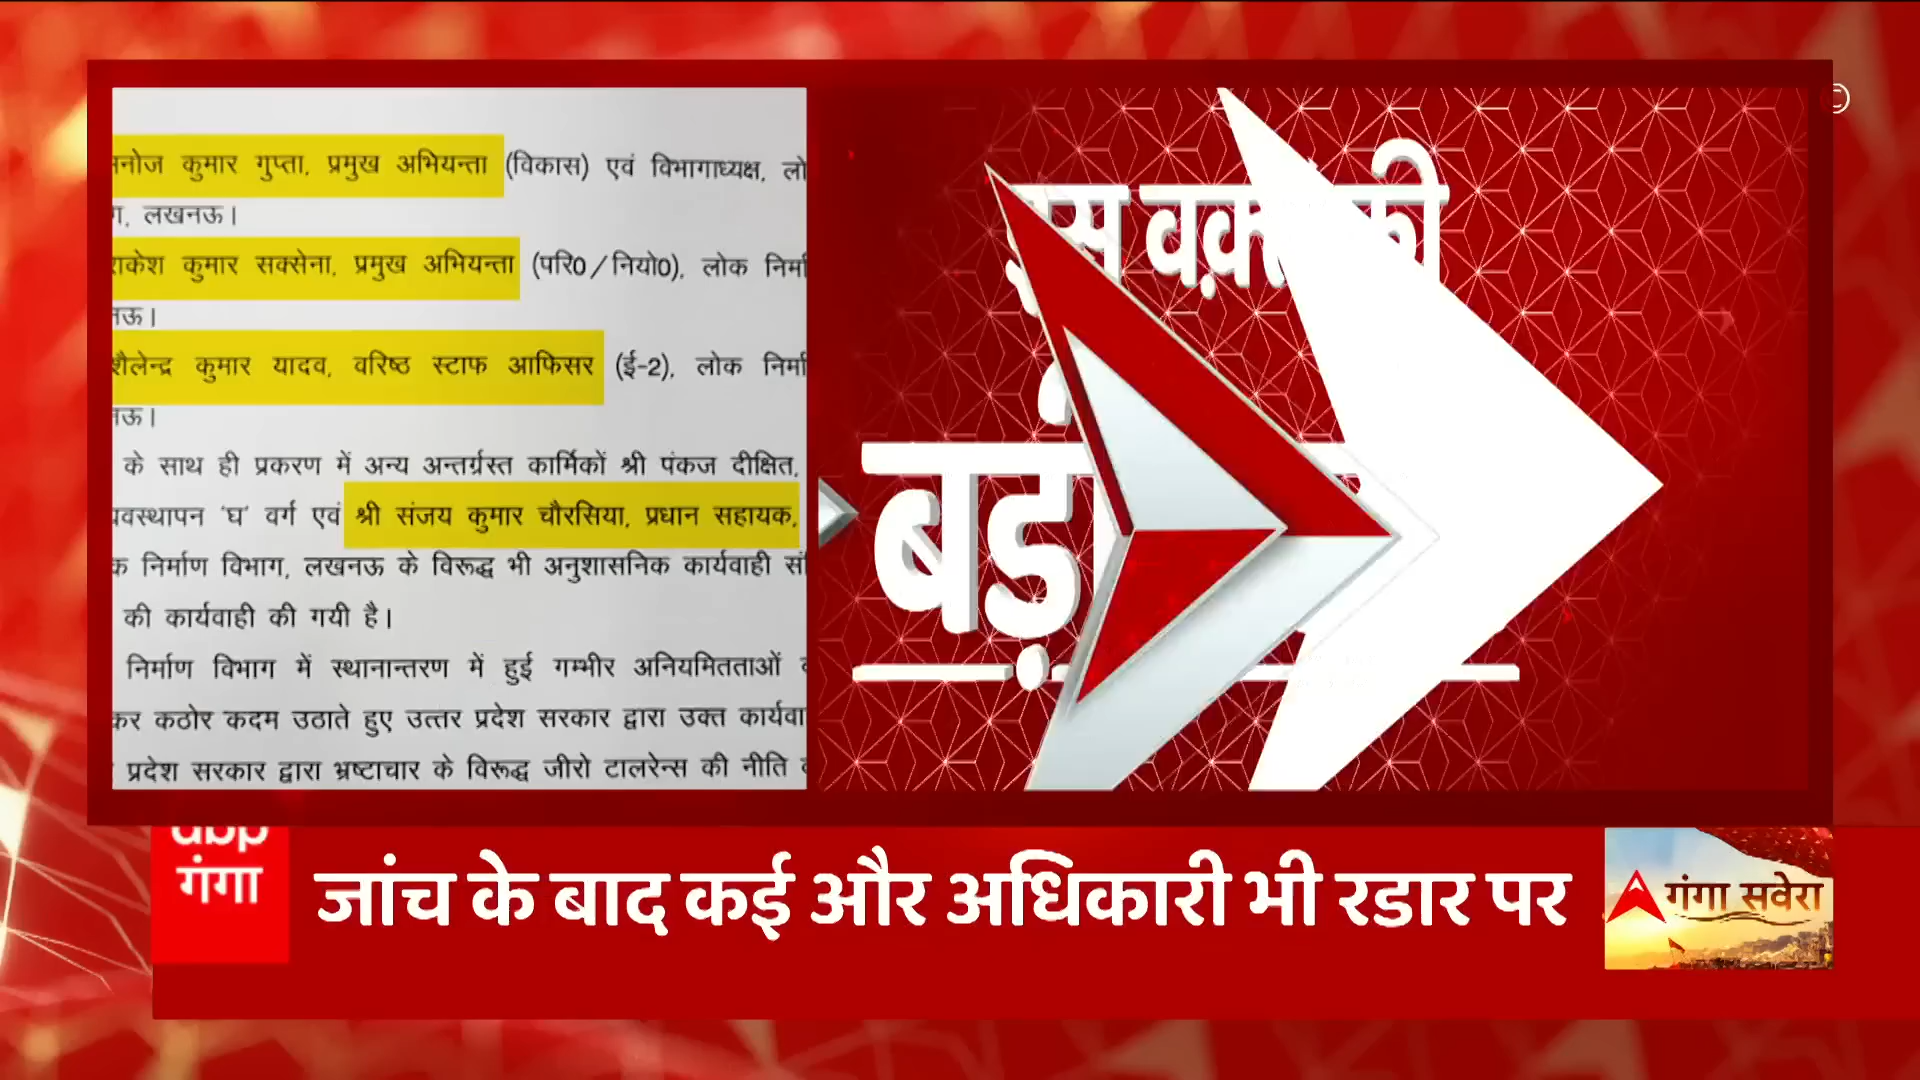 मनोज कुमार गुप्ता, प्रमुख अभियन्ता (विकास) एवं विभागाध्यक्ष, लो
लखनऊ।
राकेश कुमार सक्सेना, प्रमुख अभियन्ता (परि0/नियो0), लोक निर्मा
नऊ।
शैलेन्द्र कुमार यादव, वरिष्ठ स्टाफ आफिसर (ई-2), लोक निर्मा
नऊ।
के साथ ही प्रकरण में अन्य अन्तर्ग्रस्त कार्मिकों श्री पंकज दीक्षित,
यवस्थापन 'घ' वर्ग एवं श्री संजय कुमार चौरसिया, प्रधान सहायक,
क निर्माण विभाग, लखनऊ के विरूद्ध भी अनुशासनिक कार्यवाही सं
की कार्यवाही की गयी है।
निर्माण विभाग में स्थानान्तरण में हुई गम्भीर अनियमितताओं
कर कठोर कदम उठाते हुए उत्तर प्रदेश सरकार द्वारा उक्त कार्यवा
प्रदेश सरकार द्वारा भ्रष्टाचार के विरूद्ध जीरो टालरेन्स की नीति
की
abp
गंगा
जांच के बाद कई और अधिकारी भी रडार पर
गंगा सवेरा